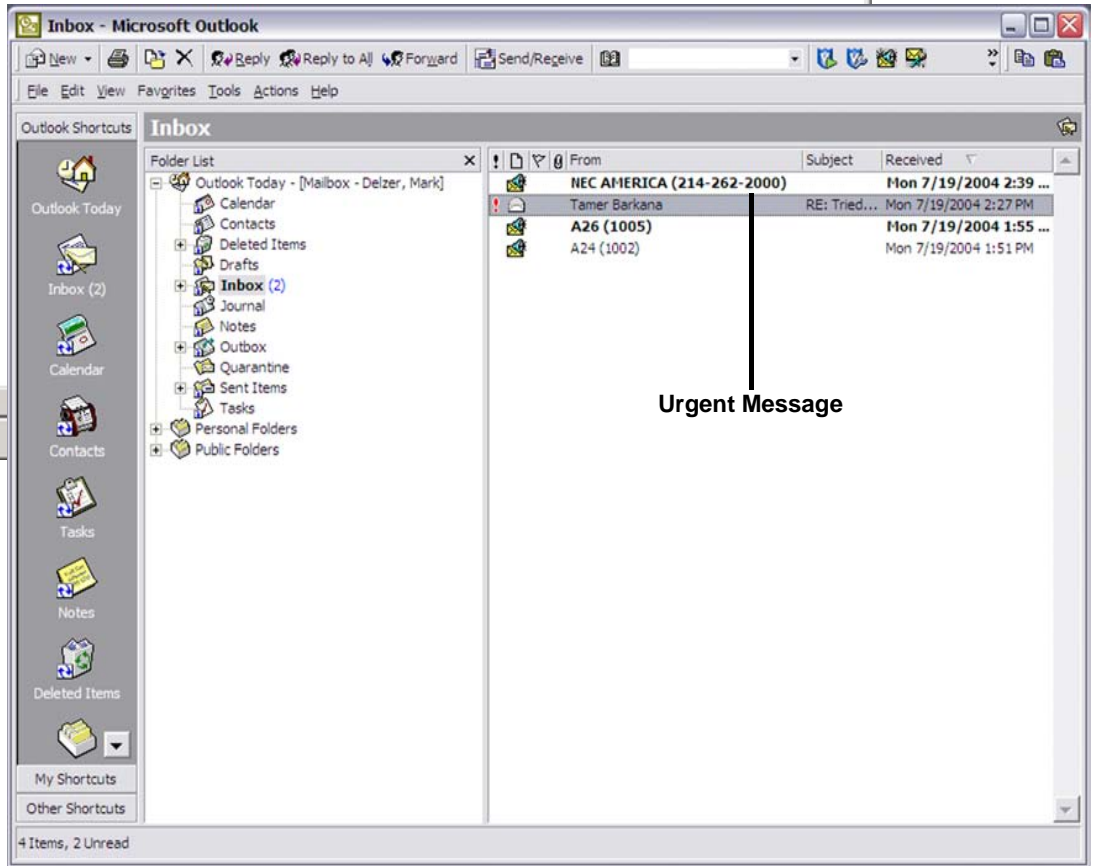 Inbox - Microsoft Outlook
New Reply Reply to All Forward Send/Receive
File Edit View Favorites Tools Actions Help
Outlook Shortcuts
Outlook Today
Inbox (2)
Calendar
Contacts
Tasks
Notes
Deleted Items
My Shortcuts
Other Shortcuts
Inbox
Folder List X
Outlook Today - [Mailbox - Delzer, Mark]
Calendar
Contacts
Deleted Items
Drafts
Inbox (2)
Journal
Notes
Outbox
Quarantine
Sent Items
Tasks
Personal Folders
Public Folders
! From Subject Received
NEC AMERICA (214-262-2000) Mon 7/19/2004 2:39 ...
! Tamer Barkana RE: Tried... Mon 7/19/2004 2:27 PM
A26 (1005) Mon 7/19/2004 1:55 ...
A24 (1002) Mon 7/19/2004 1:51 PM
Urgent Message
4 Items, 2 Unread